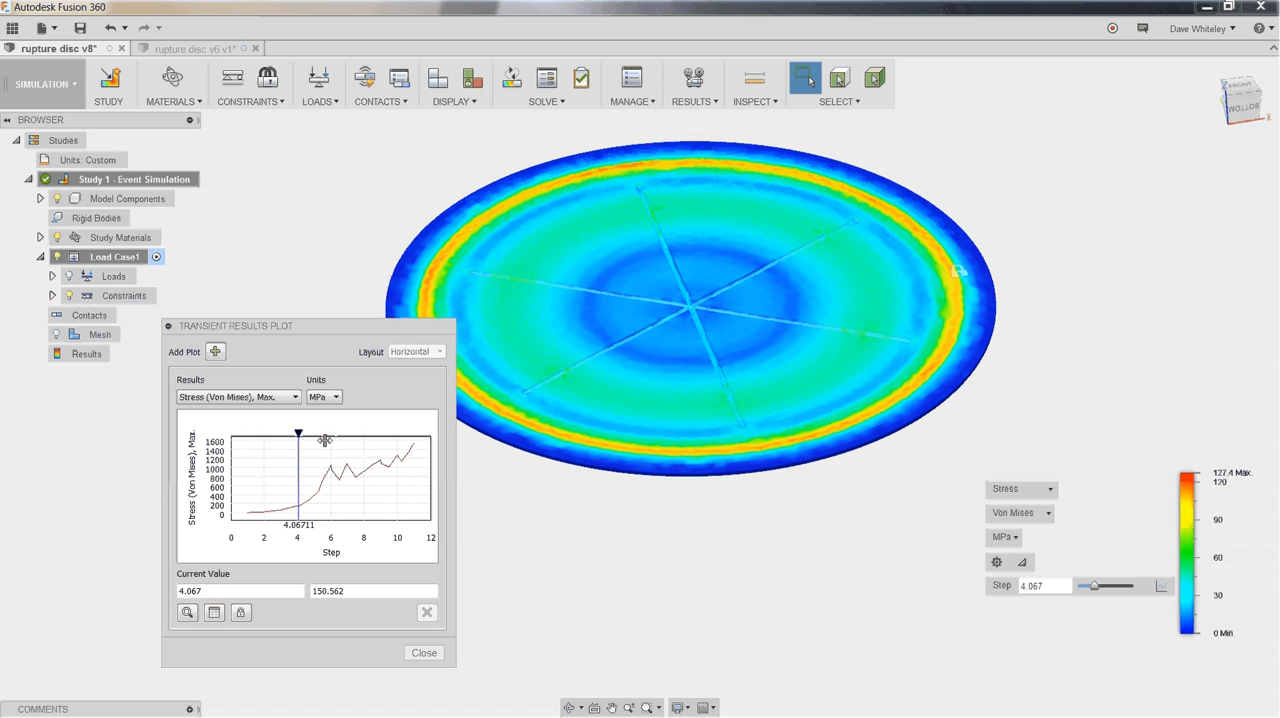 Autodesk Fusion 360
Dave Whiteley
rupture disc v8*
rupture disc v6 v1*
SIMULATION
STUDY
MATERIALS
CONSTRAINTS
LOADS
CONTACTS
DISPLAY
SOLVE
MANAGE
RESULTS
INSPECT
SELECT
FRONT
BOTTOM
Z
X
BROWSER
Studies
Units: Custom
Study 1 - Event Simulation
Model Components
Rigid Bodies
Study Materials
Load Case1
Loads
Constraints
Contacts
Mesh
Results
TRANSIENT RESULTS PLOT
Add Plot
Layout
Horizontal
Results
Units
Stress (Von Mises), Max.
MPa
Stress (Von Mises), Max.
1600
1400
1200
1000
800
600
400
200
0
4.06711
0 2 4 6 8 10 12
Step
Current Value
4.067
150.562
Close
Stress
Von Mises
MPa
Step 4.067
127.4 Max.
120
90
60
30
0 Min.
COMMENTS